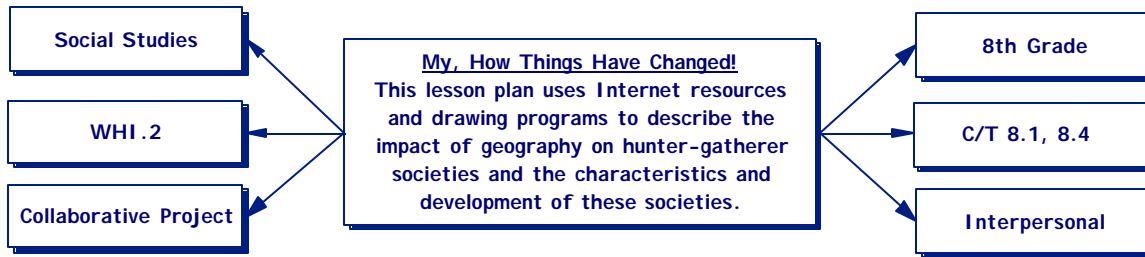 Social Studies
WHI.2
Collaborative Project
My, How Things Have Changed!
This lesson plan uses Internet resources
and drawing programs to describe the
impact of geography on hunter-gatherer
societies and the characteristics and
development of these societies.
8th Grade
C/T 8.1, 8.4
Interpersonal